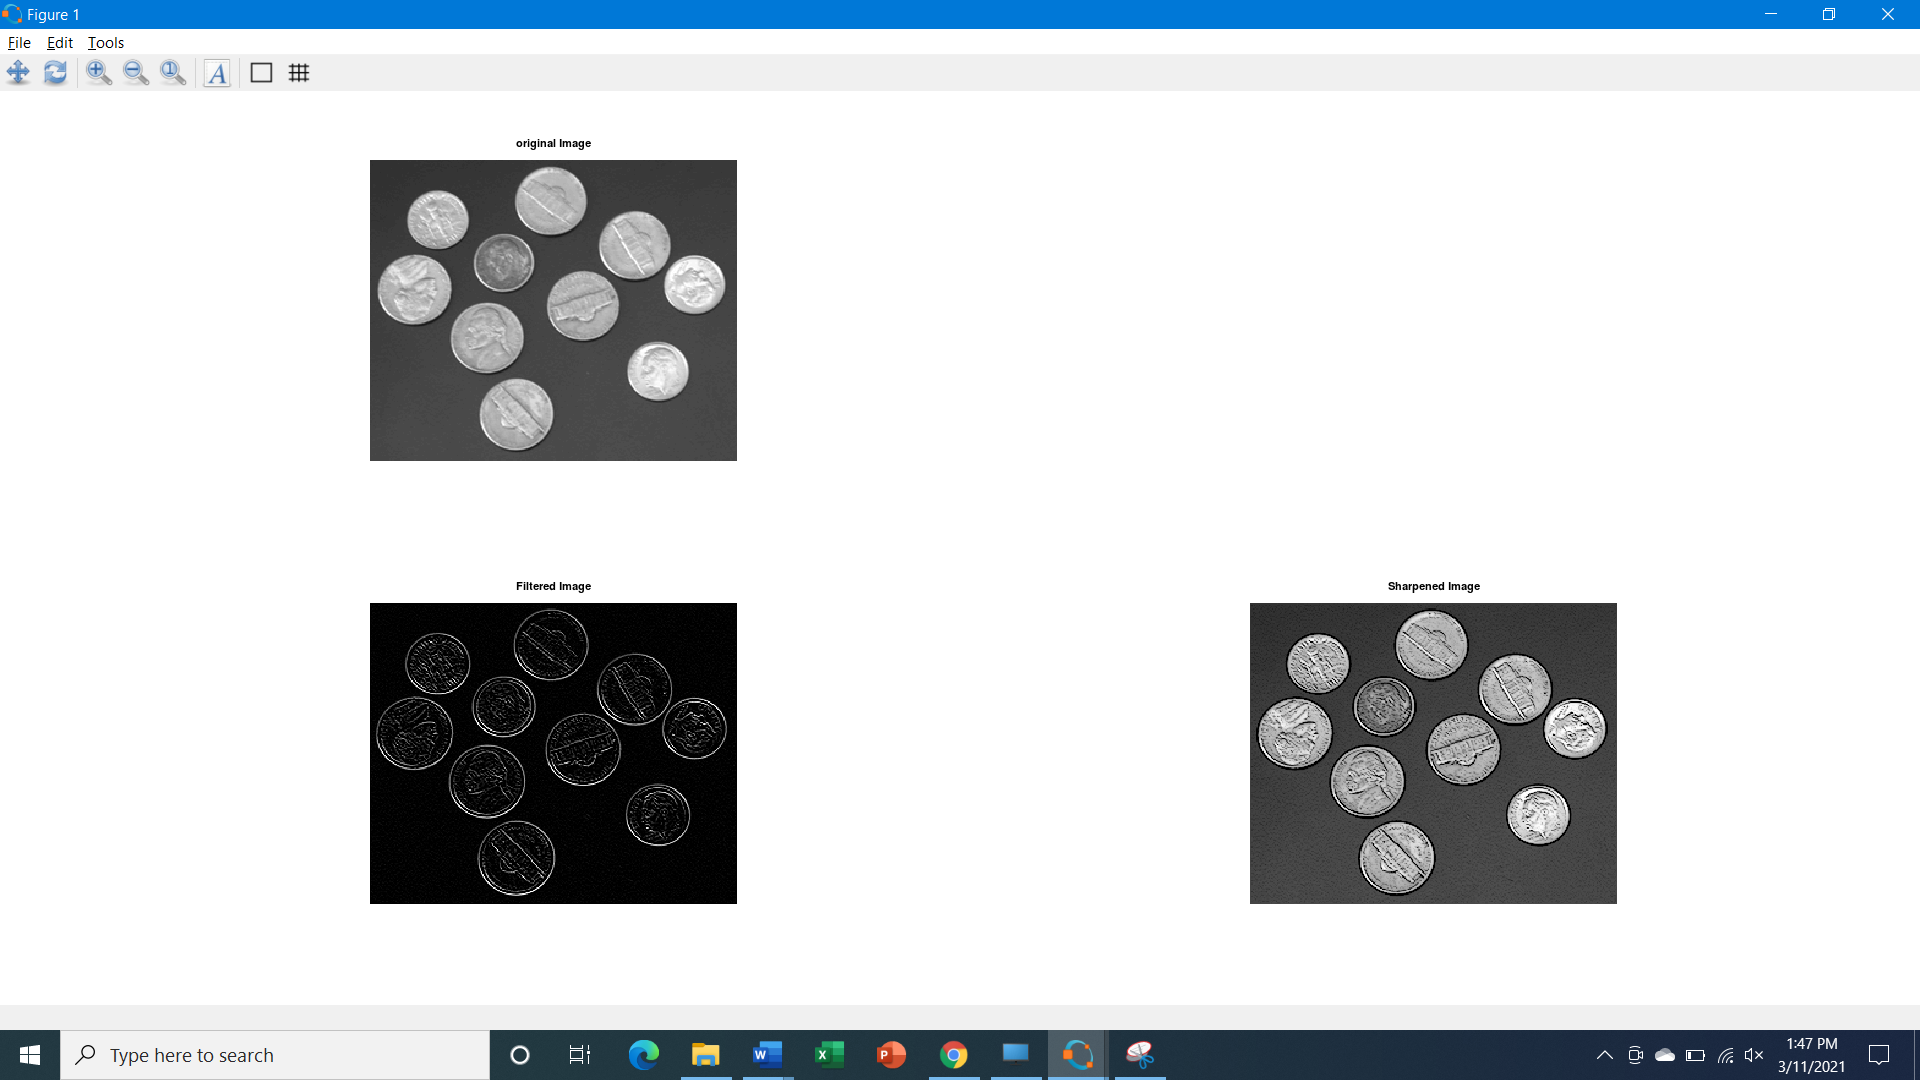 Figure 1
File Edit Tools
1 A
original Image
Filtered Image
Sharpened Image
Type here to search
W X P
1:47 PM
3/11/2021